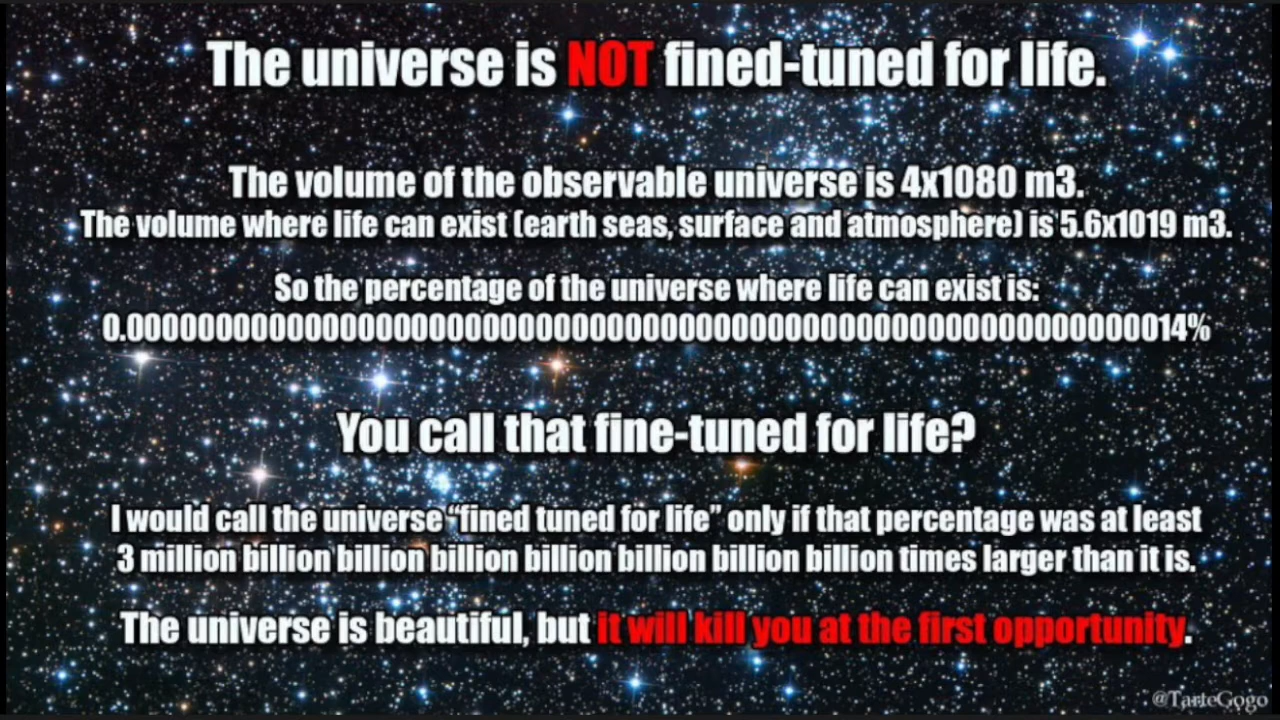 The universe is NOT fined-tuned for life.
The volume of the observable universe is 4x1080 m3.
The volume where life can exist (earth seas, surface and atmosphere) is 5.6x1019 m3.
So the percentage of the universe where life can exist is:
0.000000000000000000000000000000000000000000000000000000000014%
You call that fine-tuned for life?
I would call the universe “fined tuned for life” only if that percentage was at least
3 million billion billion billion billion billion billion billion times larger than it is.
The universe is beautiful, but it will kill you at the first opportunity.
@TarteGogo